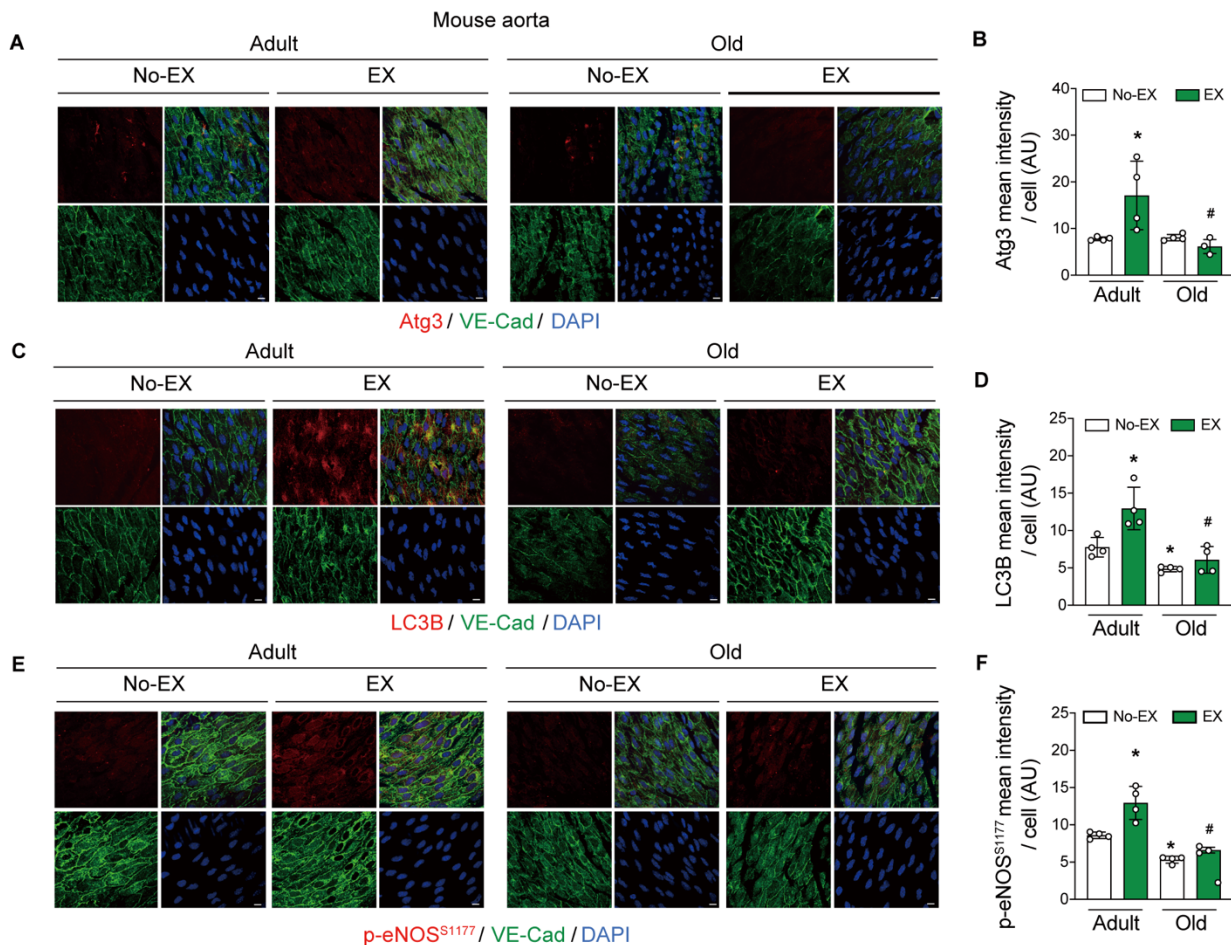 Mouse aorta
A
Adult
Old
No-EX
EX
No-EX
EX
Atg3 / VE-Cad / DAPI
B
No-EX
EX
Atg3 mean intensity
/ cell (AU)
40
30
20
10
0
*
#
Adult
Old
C
Adult
Old
No-EX
EX
No-EX
EX
LC3B / VE-Cad / DAPI
D
No-EX
EX
LC3B mean intensity
/ cell (AU)
25
20
15
10
5
0
*
*
#
Adult
Old
E
Adult
Old
No-EX
EX
No-EX
EX
p-eNOS^S1177 / VE-Cad / DAPI
F
No-EX
EX
p-eNOS^S1177 mean intensity
/ cell (AU)
25
20
15
10
5
0
*
*
#
Adult
Old